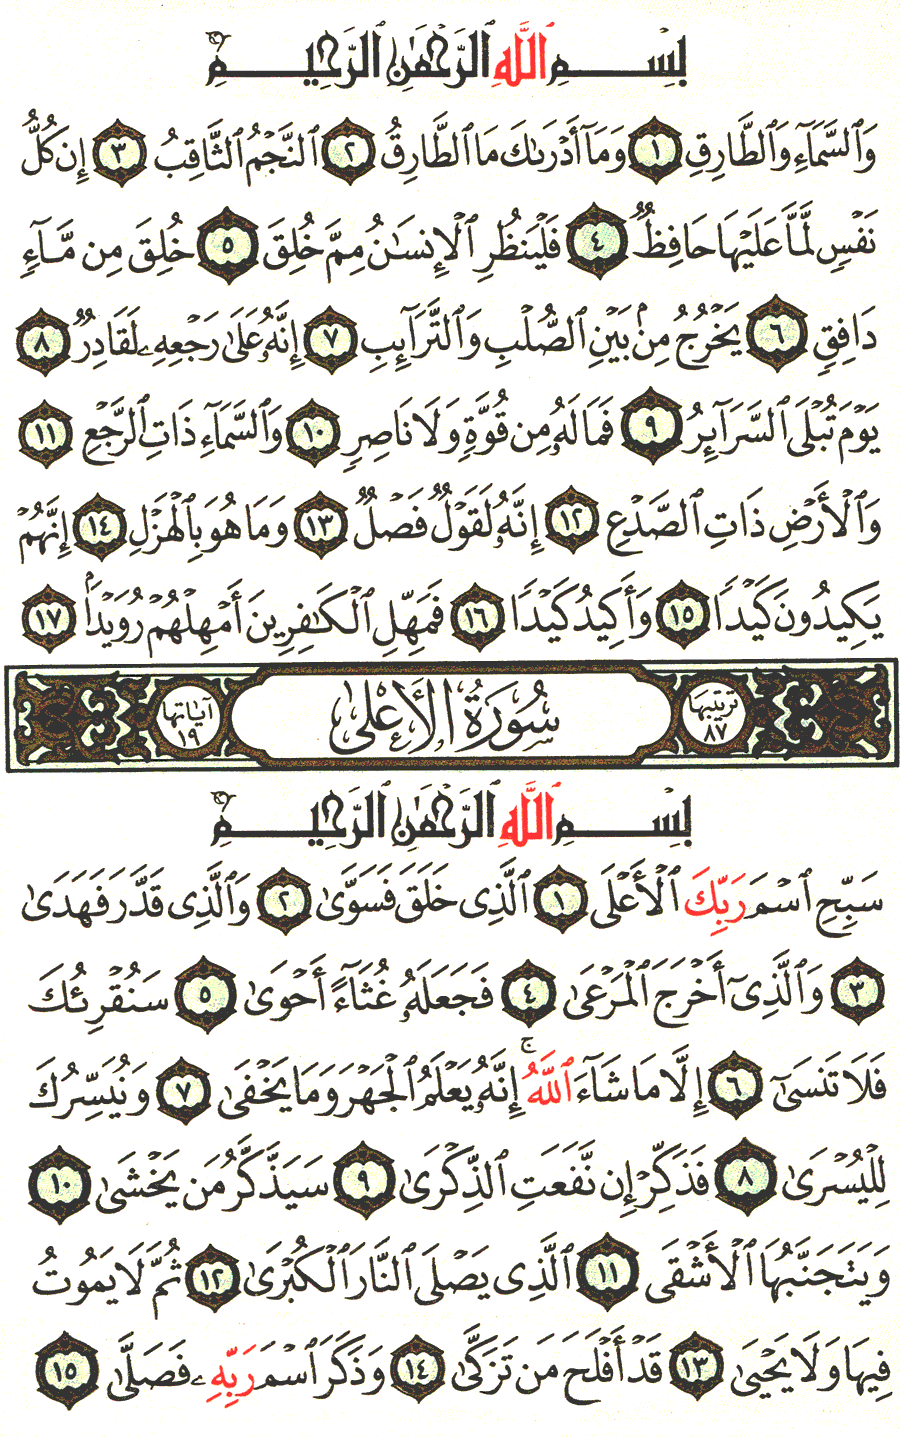 بِسْمِ ٱللَّهِ ٱلرَّحْمَٰنِ ٱلرَّحِيمِ
وَٱلسَّمَآءِ وَٱلطَّارِقِ ١ وَمَآ أَدْرَىٰكَ مَا ٱلطَّارِقُ ٢ ٱلنَّجْمُ ٱلثَّاقِبُ ٣ إِن كُلُّ
نَفْسٍ لَّمَّا عَلَيْهَا حَافِظٌ ٤ فَلْيَنظُرِ ٱلْإِنسَٰنُ مِمَّ خُلِقَ ٥ خُلِقَ مِن مَّآءٍ
دَافِقٍ ٦ يَخْرُجُ مِنۢ بَيْنِ ٱلصُّلْبِ وَٱلتَّرَآئِبِ ٧ إِنَّهُۥ عَلَىٰ رَجْعِهِۦ لَقَادِرٌ ٨
يَوْمَ تُبْلَى ٱلسَّرَآئِرُ ٩ فَمَا لَهُۥ مِن قُوَّةٍ وَلَا نَاصِرٍ ١٠ وَٱلسَّمَآءِ ذَاتِ ٱلرَّجْعِ ١١
وَٱلْأَرْضِ ذَاتِ ٱلصَّدْعِ ١٢ إِنَّهُۥ لَقَوْلٌ فَصْلٌ ١٣ وَمَا هُوَ بِٱلْهَزْلِ ١٤ إِنَّهُمْ
يَكِيدُونَ كَيْدًا ١٥ وَأَكِيدُ كَيْدًا ١٦ فَمَهِّلِ ٱلْكَٰفِرِينَ أَمْهِلْهُمْ رُوَيْدَۢا ١٧
ترتيبها ٨٧ سُورَةُ الأَعْلى آياتها ١٩
بِسْمِ ٱللَّهِ ٱلرَّحْمَٰنِ ٱلرَّحِيمِ
سَبِّحِ ٱسْمَ رَبِّكَ ٱلْأَعْلَى ١ ٱلَّذِى خَلَقَ فَسَوَّىٰ ٢ وَٱلَّذِى قَدَّرَ فَهَدَىٰ
٣ وَٱلَّذِىٓ أَخْرَجَ ٱلْمَرْعَىٰ ٤ فَجَعَلَهُۥ غُثَآءً أَحْوَىٰ ٥ سَنُقْرِئُكَ
فَلَا تَنسَىٰٓ ٦ إِلَّا مَا شَآءَ ٱللَّهُ ۚ إِنَّهُۥ يَعْلَمُ ٱلْجَهْرَ وَمَا يَخْفَىٰ ٧ وَنُيَسِّرُكَ
لِلْيُسْرَىٰ ٨ فَذَكِّرْ إِن نَّفَعَتِ ٱلذِّكْرَىٰ ٩ سَيَذَّكَّرُ مَن يَخْشَىٰ ١٠
وَيَتَجَنَّبُهَا ٱلْأَشْقَى ١١ ٱلَّذِى يَصْلَى ٱلنَّارَ ٱلْكُبْرَىٰ ١٢ ثُمَّ لَا يَمُوتُ
فِيهَا وَلَا يَحْيَىٰ ١٣ قَدْ أَفْلَحَ مَن تَزَكَّىٰ ١٤ وَذَكَرَ ٱسْمَ رَبِّهِۦ فَصَلَّىٰ ١٥